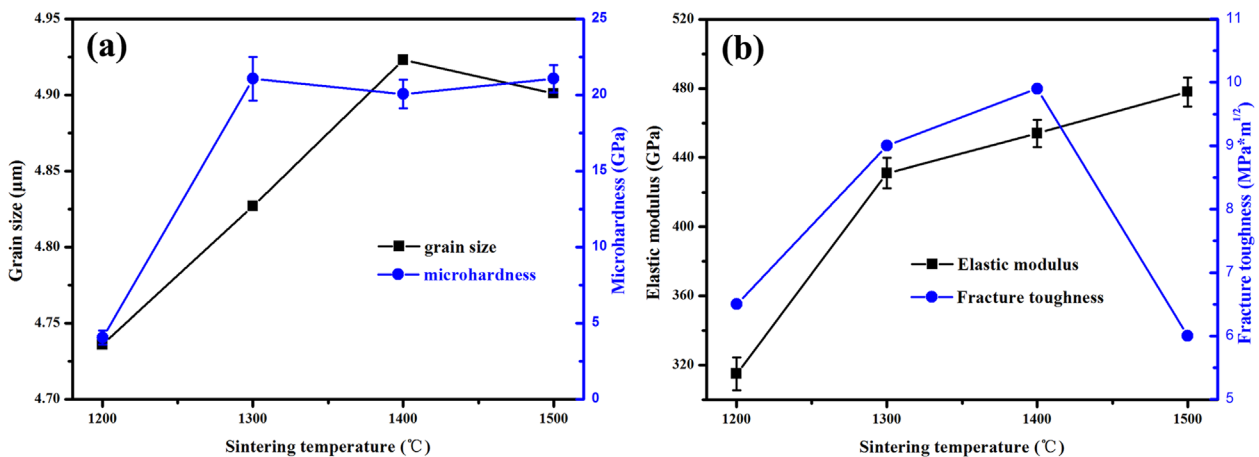 (a)
Grain size (μm)
4.95
4.90
4.85
4.80
4.75
4.70
25
20
15
10
5
0
Microhardness (GPa)
grain size
microhardness
1200
1300
1400
1500
Sintering temperature (℃)
(b)
Elastic modulus (GPa)
520
480
440
400
360
320
11
10
9
8
7
6
5
Fracture toughness (MPa*m1/2)
Elastic modulus
Fracture toughness
1200
1300
1400
1500
Sintering temperature (℃)